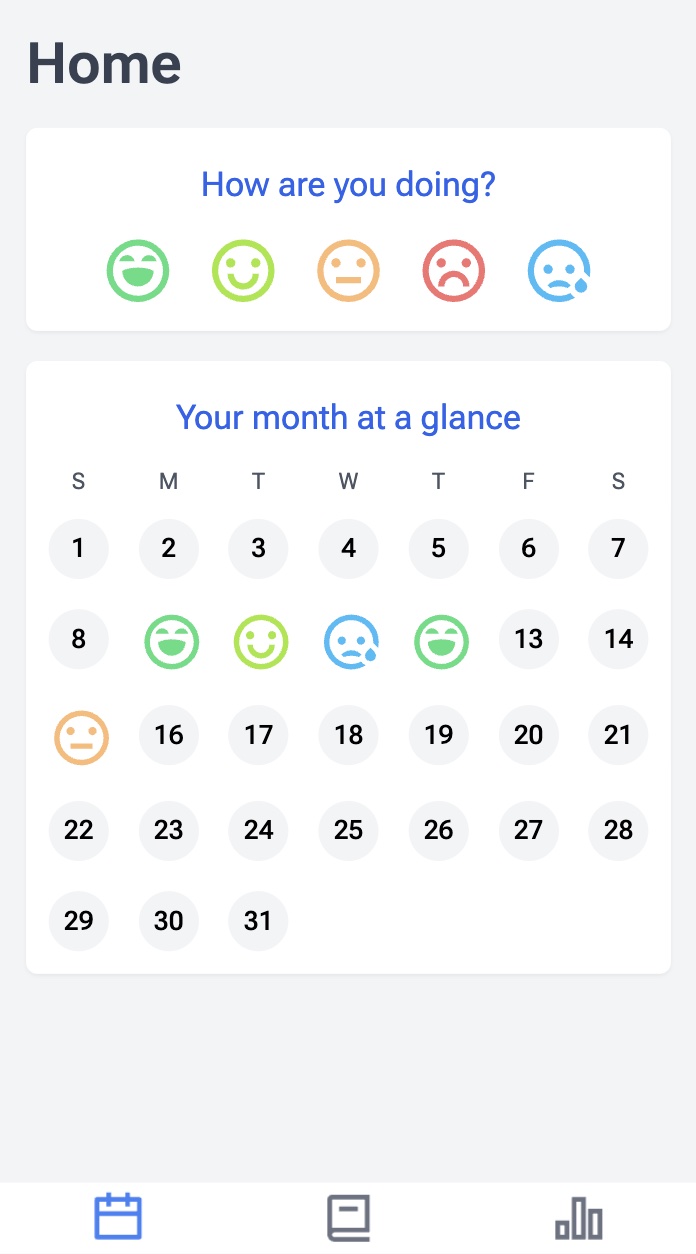 Home
How are you doing?
Your month at a glance
S M T W T F S
1 2 3 4 5 6 7
8 13 14
16 17 18 19 20 21
22 23 24 25 26 27 28
29 30 31